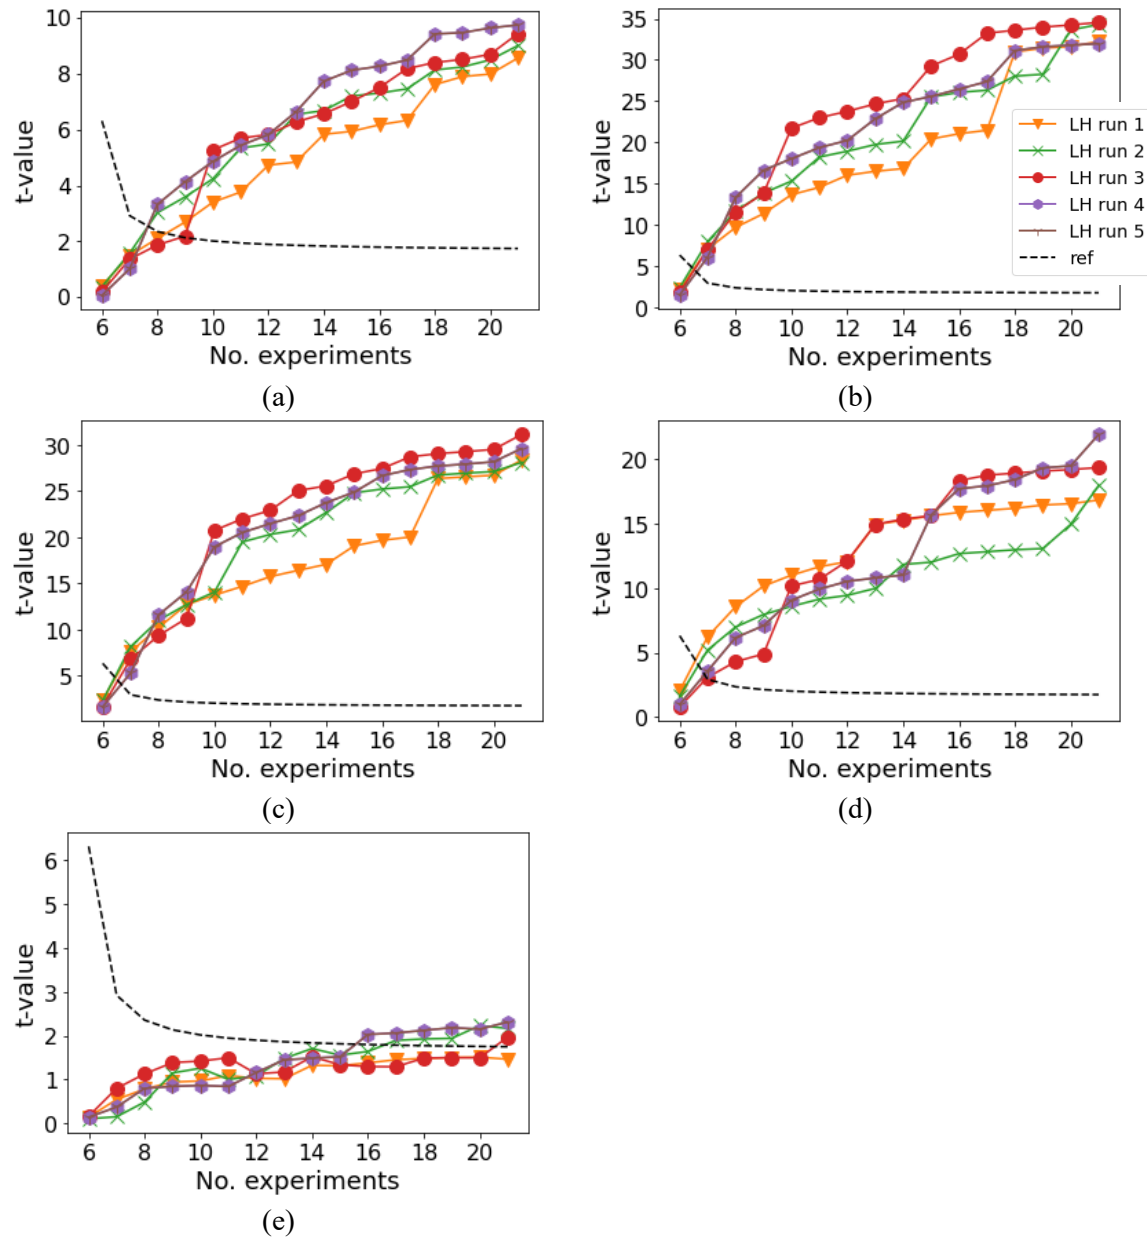 10
8
6
4
2
0
t-value
6 8 10 12 14 16 18 20
No. experiments
(a)
35
30
25
20
15
10
5
0
t-value
6 8 10 12 14 16 18 20
No. experiments
(b)
LH run 1
LH run 2
LH run 3
LH run 4
LH run 5
ref
30
25
20
15
10
5
t-value
6 8 10 12 14 16 18 20
No. experiments
(c)
20
15
10
5
0
t-value
6 8 10 12 14 16 18 20
No. experiments
(d)
6
5
4
3
2
1
0
t-value
6 8 10 12 14 16 18 20
No. experiments
(e)